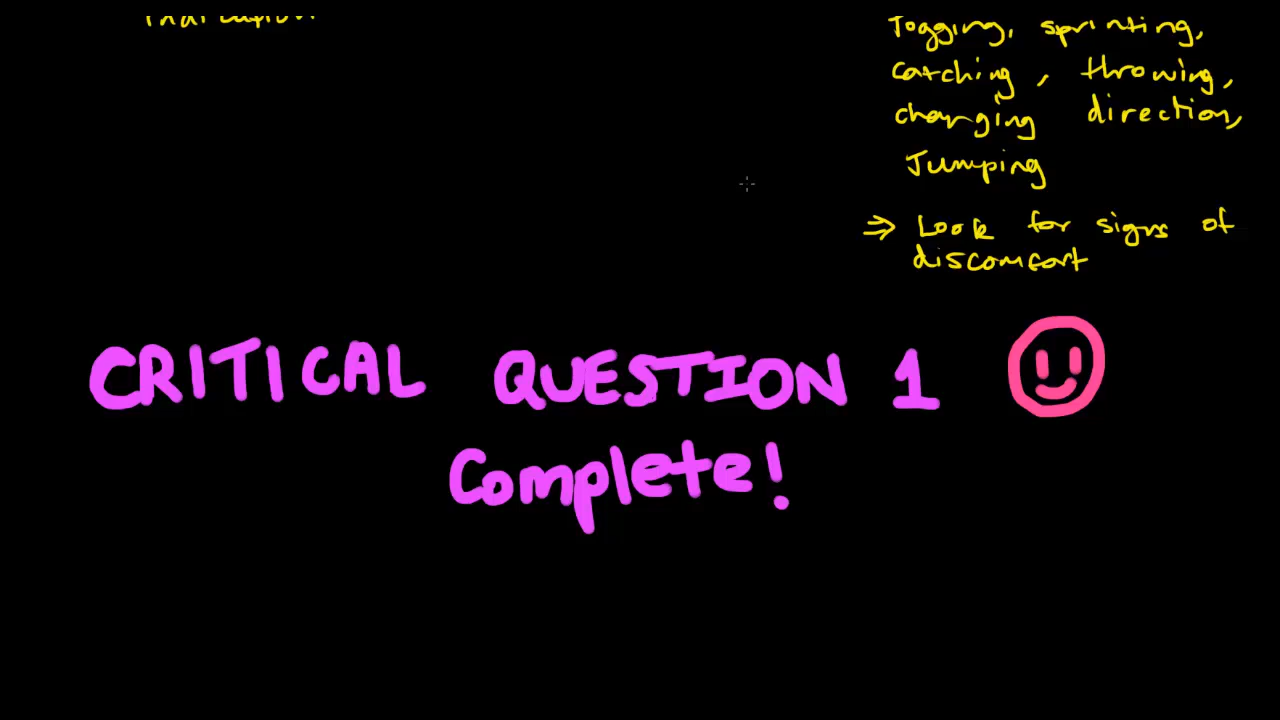 Jogging, sprinting,
catching, throwing,
changing direction,
Jumping
⇒ Look for signs of
discomfort
CRITICAL QUESTION 1
Complete!